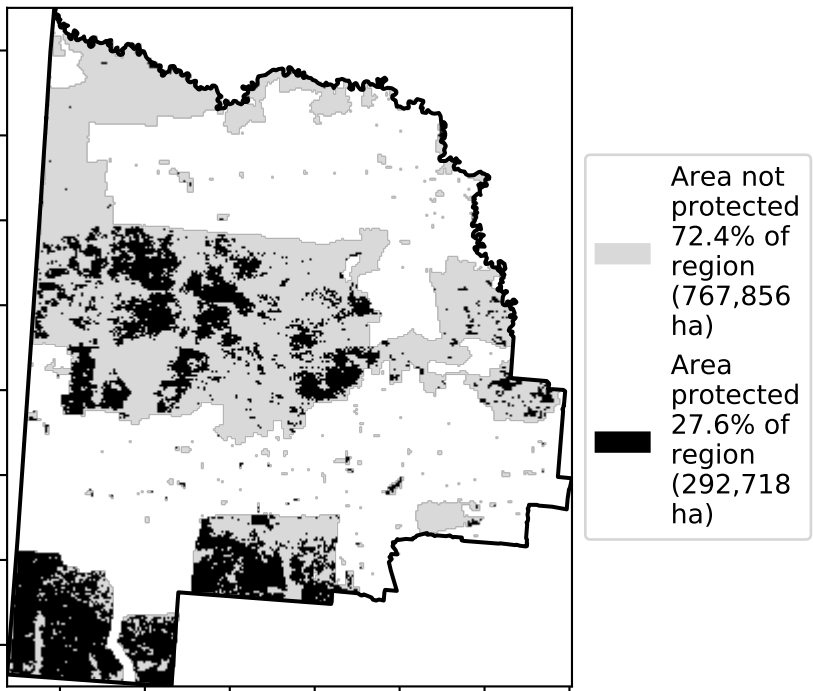 Area not
protected
72.4% of
region
(767,856
ha)
Area
protected
27.6% of
region
(292,718
ha)